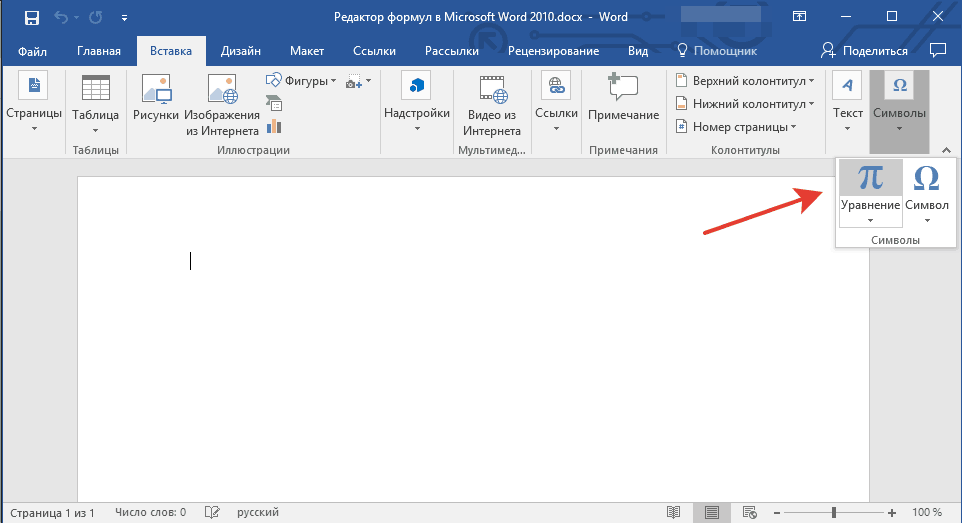 Редактор формул в Microsoft Word 2010.docx - Word
Файл Главная Вставка Дизайн Макет Ссылки Рассылки Рецензирование Вид Помощник Поделиться
Страницы
Таблица
Таблицы
Рисунки
Изображения
из Интернета
Фигуры
Иллюстрации
Надстройки
Видео из
Интернета
Мультимед...
Ссылки
Примечание
Примечания
Верхний колонтитул
Нижний колонтитул
Номер страницы
Колонтитулы
Текст
Символы
π Ω
Уравнение Символ
Символы
Страница 1 из 1 Число слов: 0 русский 100 %